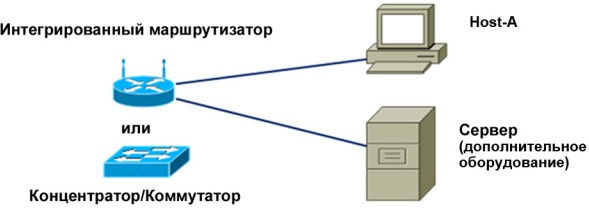 Интегрированный маршрутизатор
Host-A
или
Сервер
(дополнительное
оборудование)
Концентратор/Коммутатор